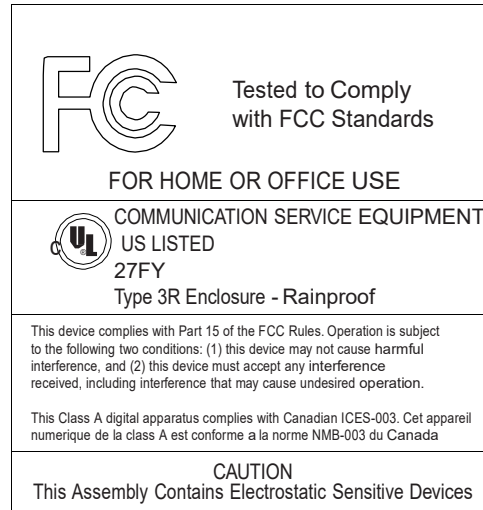 FC
Tested to Comply
with FCC Standards
FOR HOME OR OFFICE USE
COMMUNICATION SERVICE EQUIPMENT
C UL ® US LISTED
27FY
Type 3R Enclosure - Rainproof
This device complies with Part 15 of the FCC Rules. Operation is subject
to the following two conditions: (1) this device may not cause harmful
interference, and (2) this device must accept any interference
received, including interference that may cause undesired operation.
This Class A digital apparatus complies with Canadian ICES-003. Cet appareil
numerique de la class A est conforme a la norme NMB-003 du Canada
CAUTION
This Assembly Contains Electrostatic Sensitive Devices